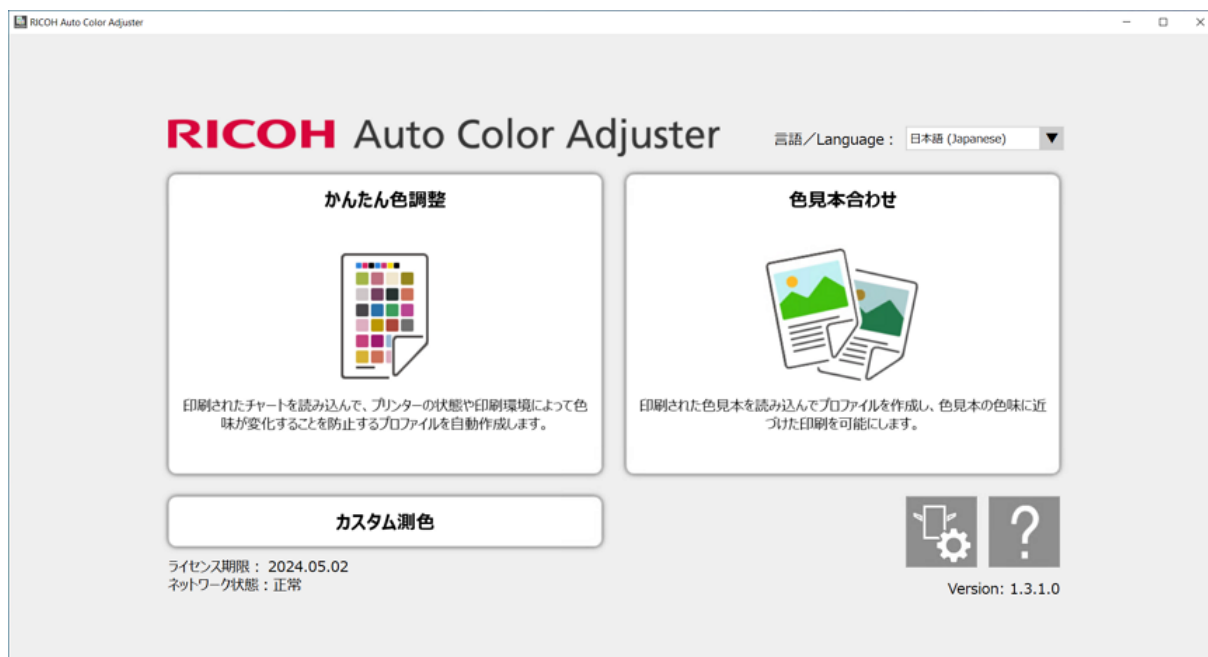 RICOH Auto Color Adjuster
RICOH Auto Color Adjuster
言語/Language : 日本語 (Japanese)
かんたん色調整
印刷されたチャートを読み込んで、プリンターの状態や印刷環境によって色
味が変化することを防止するプロファイルを自動作成します。
色見本合わせ
印刷された色見本を読み込んでプロファイルを作成し、色見本の色味に近
づけた印刷を可能にします。
カスタム測色
ライセンス期限 : 2024.05.02
ネットワーク状態 : 正常
?
Version: 1.3.1.0